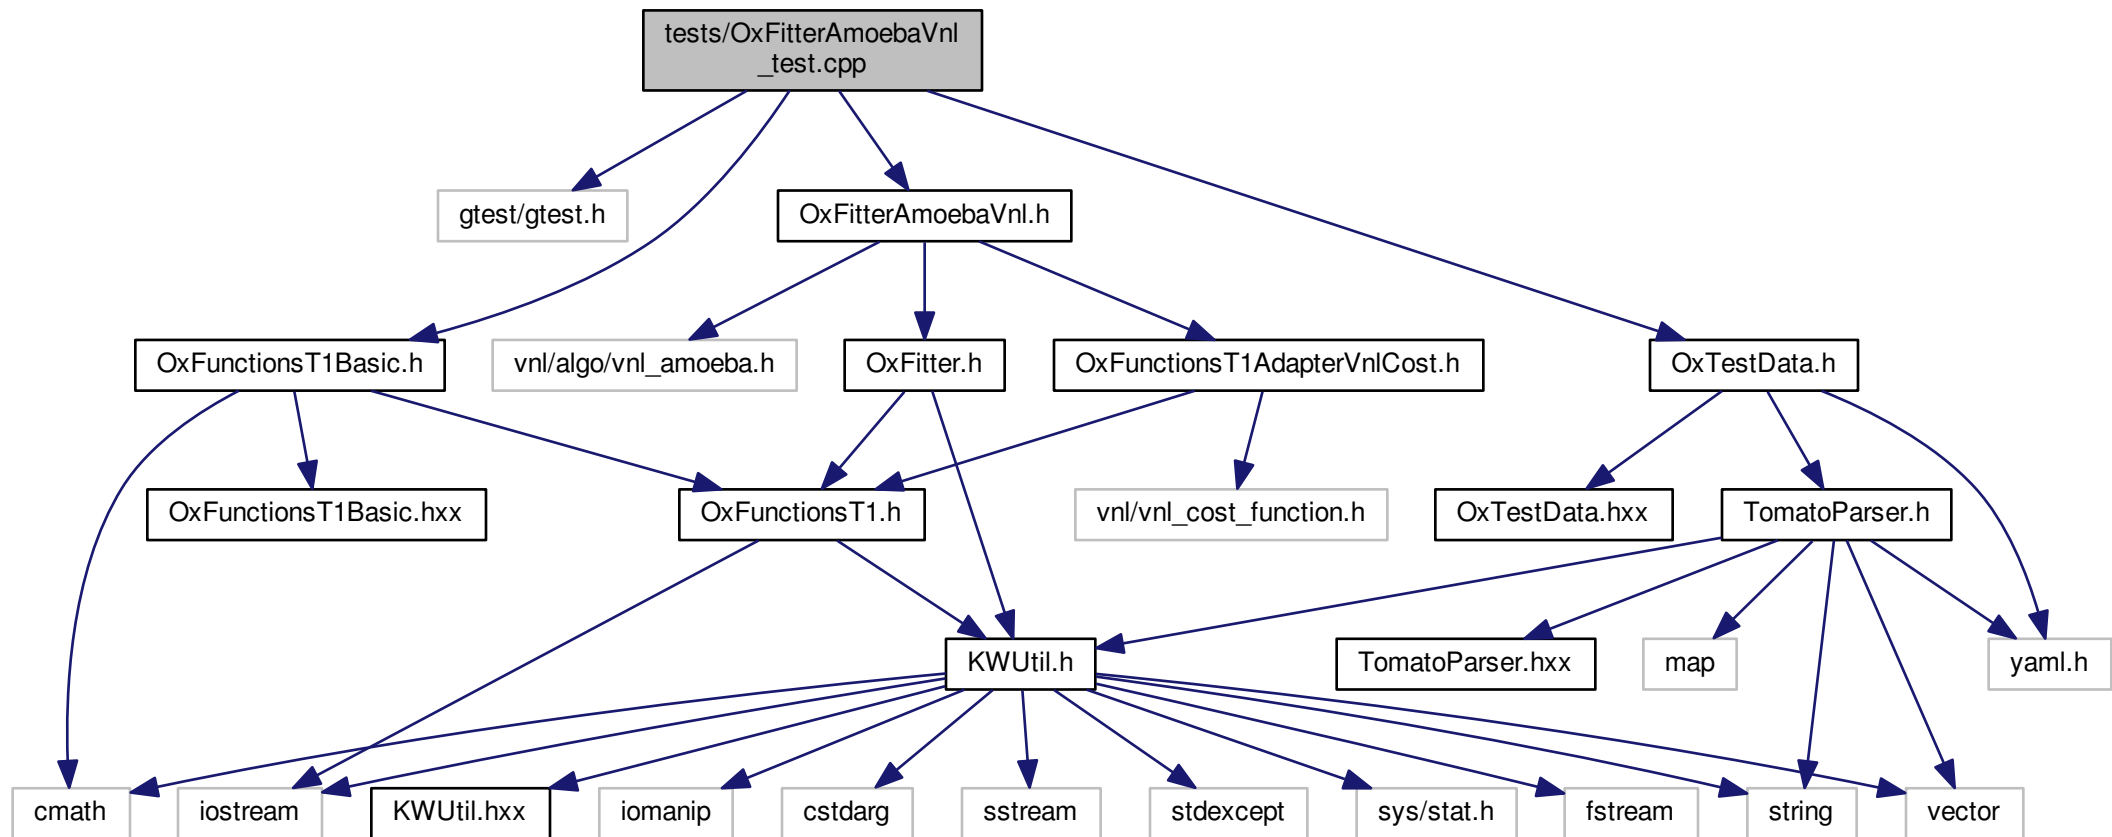 tests/OxFitterAmoebaVnl
_test.cpp
gtest/gtest.h
OxFitterAmoebaVnl.h
OxFunctionsT1Basic.h
vnl/algo/vnl_amoeba.h
OxFitter.h
OxFunctionsT1AdapterVnlCost.h
OxTestData.h
OxFunctionsT1Basic.hxx
OxFunctionsT1.h
vnl/vnl_cost_function.h
OxTestData.hxx
TomatoParser.h
KWUtil.h
TomatoParser.hxx
map
yaml.h
cmath
iostream
KWUtil.hxx
iomanip
cstdarg
sstream
stdexcept
sys/stat.h
fstream
string
vector